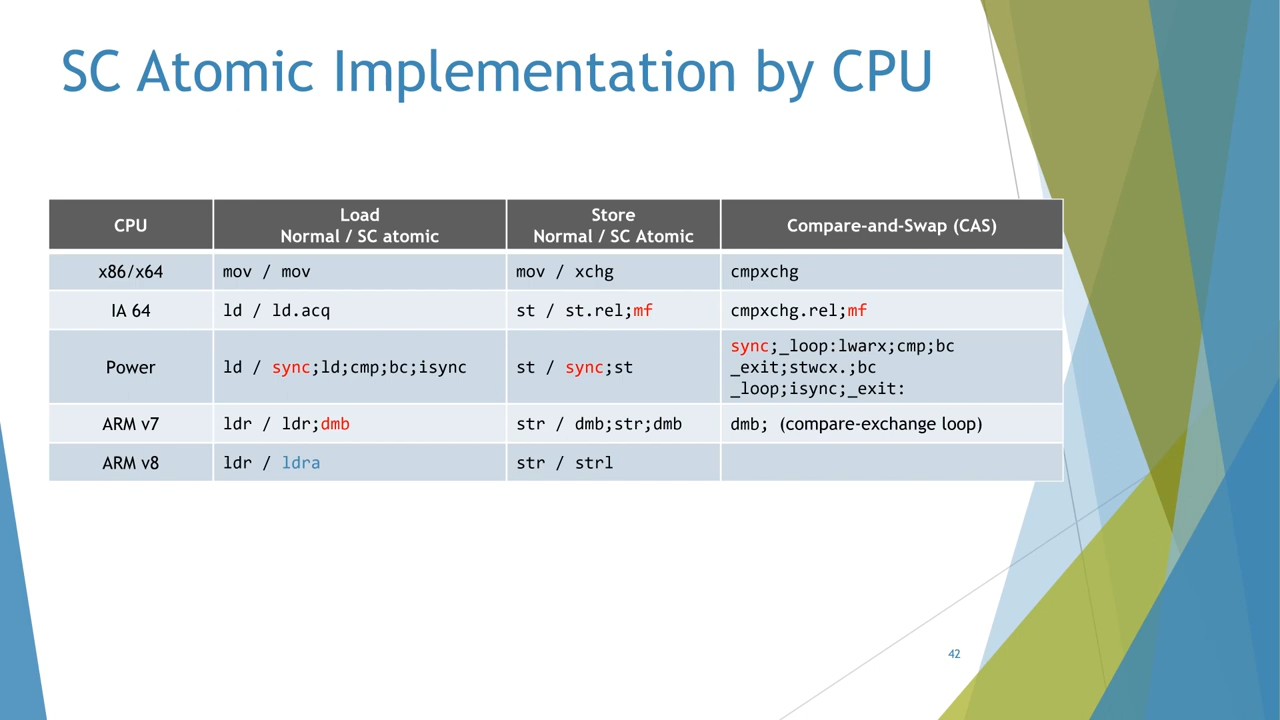 SC Atomic Implementation by CPU
CPU
Load
Normal / SC atomic
Store
Normal / SC Atomic
Compare-and-Swap (CAS)
x86/x64
mov / mov
mov / xchg
cmpxchg
IA 64
ld / ld.acq
st / st.rel;mf
cmpxchg.rel;mf
Power
ld / sync;ld;cmp;bc;isync
st / sync;st
sync;_loop:lwarx;cmp;bc
_exit;stwcx.;bc
_loop;isync;_exit:
ARM v7
ldr / ldr;dmb
str / dmb;str;dmb
dmb; (compare-exchange loop)
ARM v8
ldr / ldra
str / strl
42